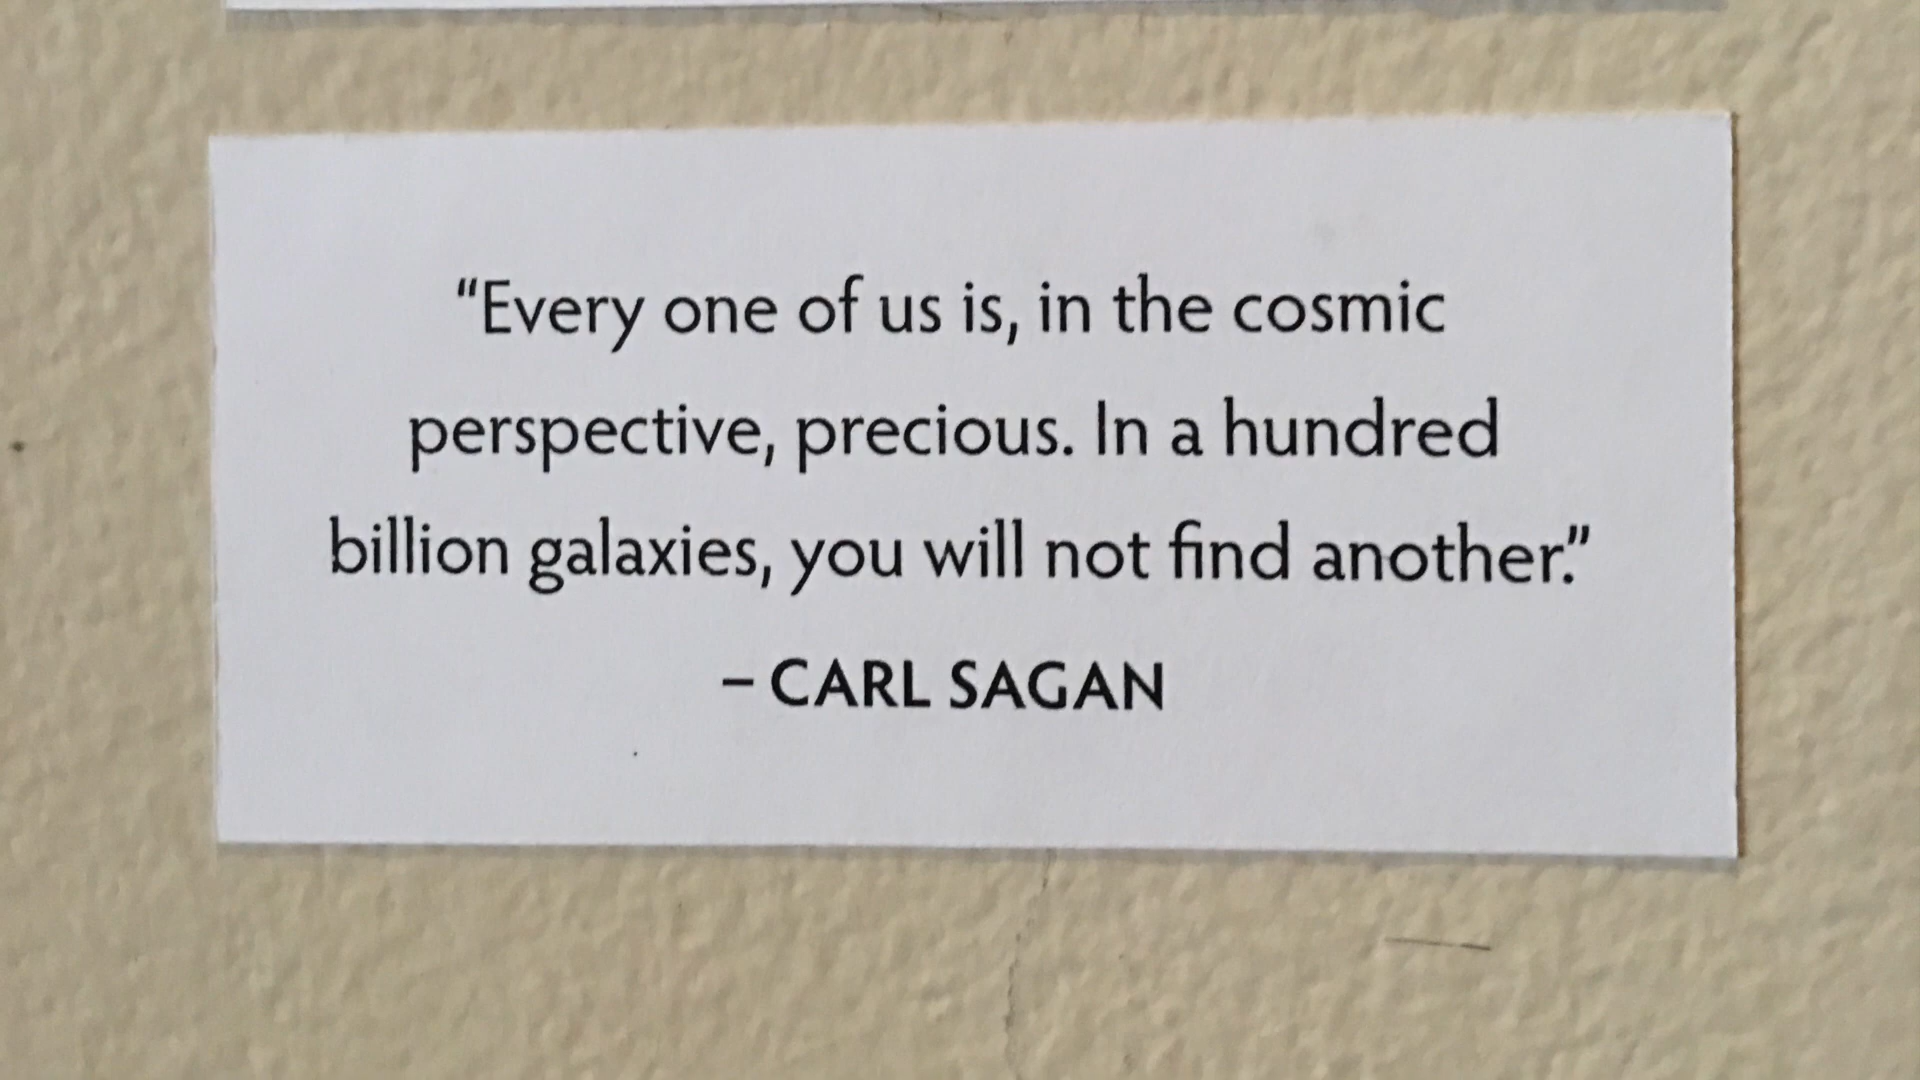 “Every one of us is, in the cosmic
perspective, precious. In a hundred
billion galaxies, you will not find another.”
– CARL SAGAN